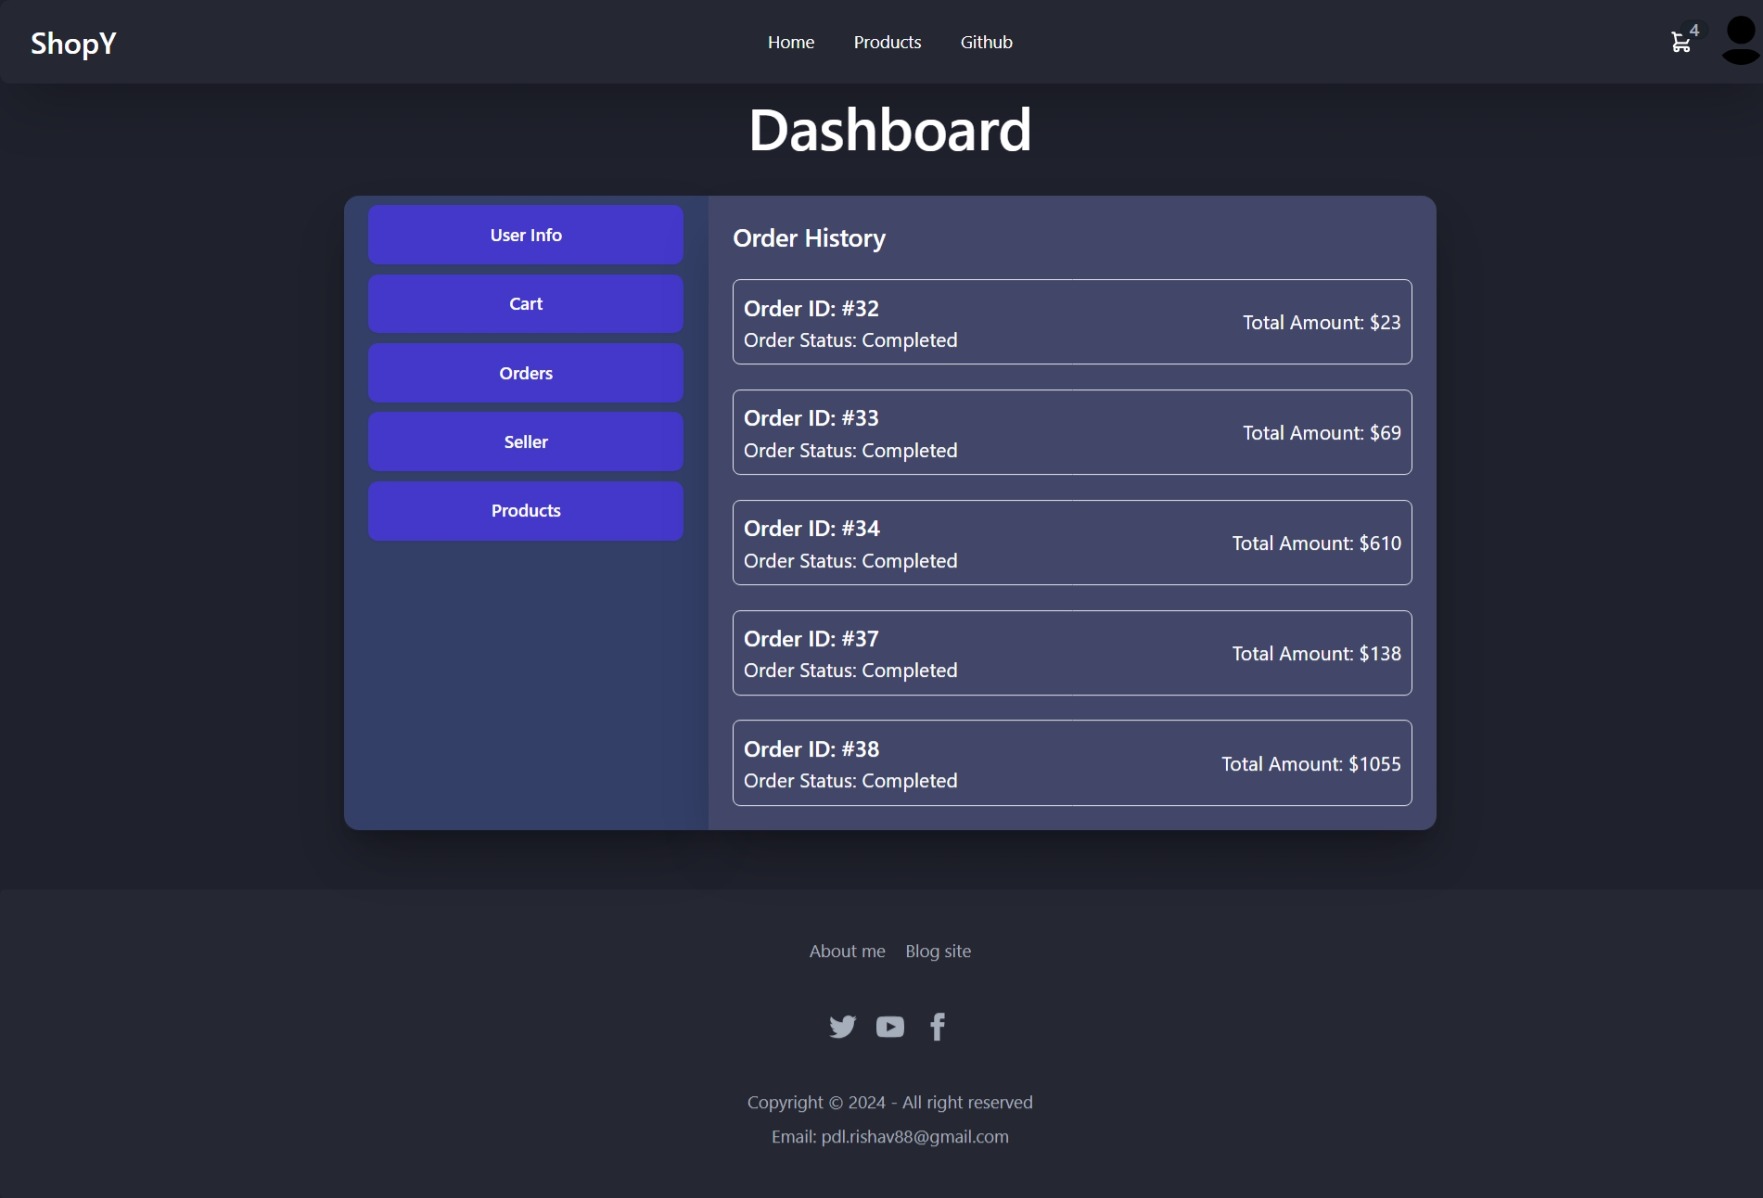 ShopY
Home Products Github
4
Dashboard
User Info
Cart
Orders
Seller
Products
Order History
Order ID: #32
Order Status: Completed
Total Amount: $23
Order ID: #33
Order Status: Completed
Total Amount: $69
Order ID: #34
Order Status: Completed
Total Amount: $610
Order ID: #37
Order Status: Completed
Total Amount: $138
Order ID: #38
Order Status: Completed
Total Amount: $1055
About me Blog site
Copyright © 2024 - All right reserved
Email: pdl.rishav88@gmail.com